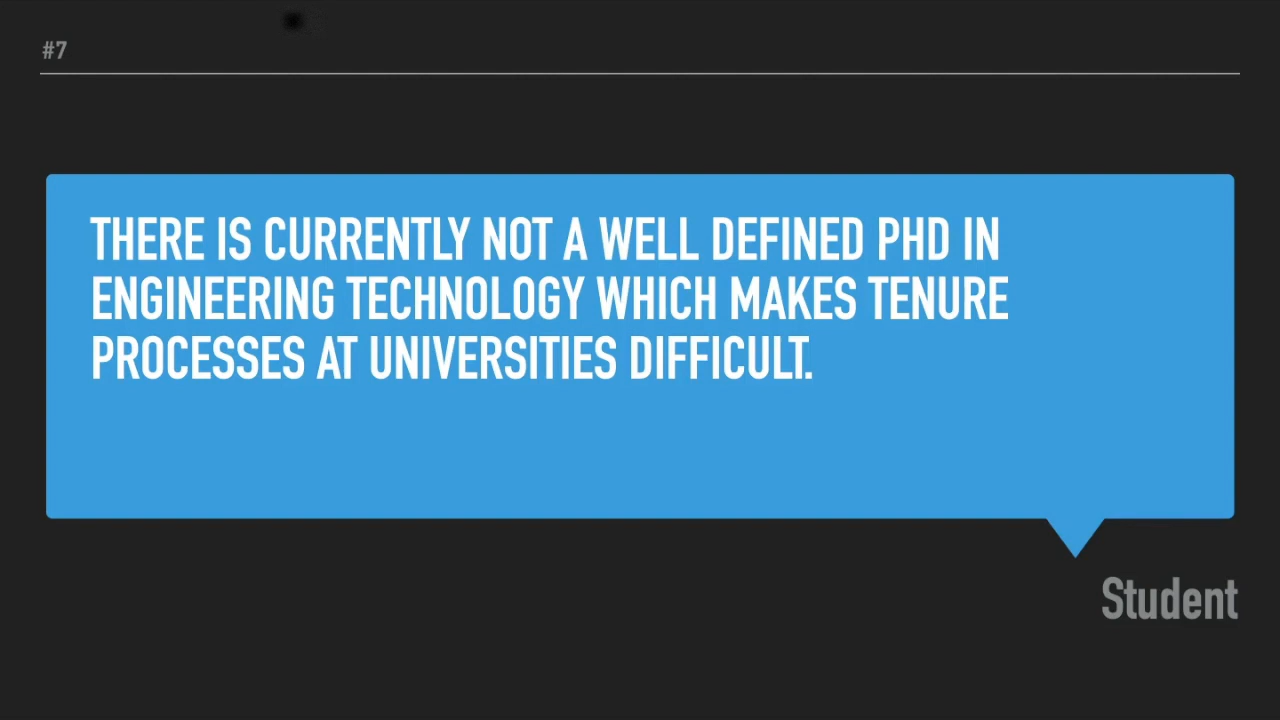 #7
THERE IS CURRENTLY NOT A WELL DEFINED PHD IN
ENGINEERING TECHNOLOGY WHICH MAKES TENURE
PROCESSES AT UNIVERSITIES DIFFICULT.
Student